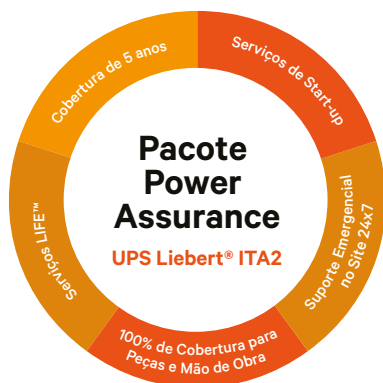 Cobertura de 5 anos
Serviços de Start-up
Pacote
Power
Assurance
UPS Liebert® ITA2
Serviços LIFE™
Suporte Emergencial
no Site 24x7
100% de Cobertura para
Peças e Mão de Obra